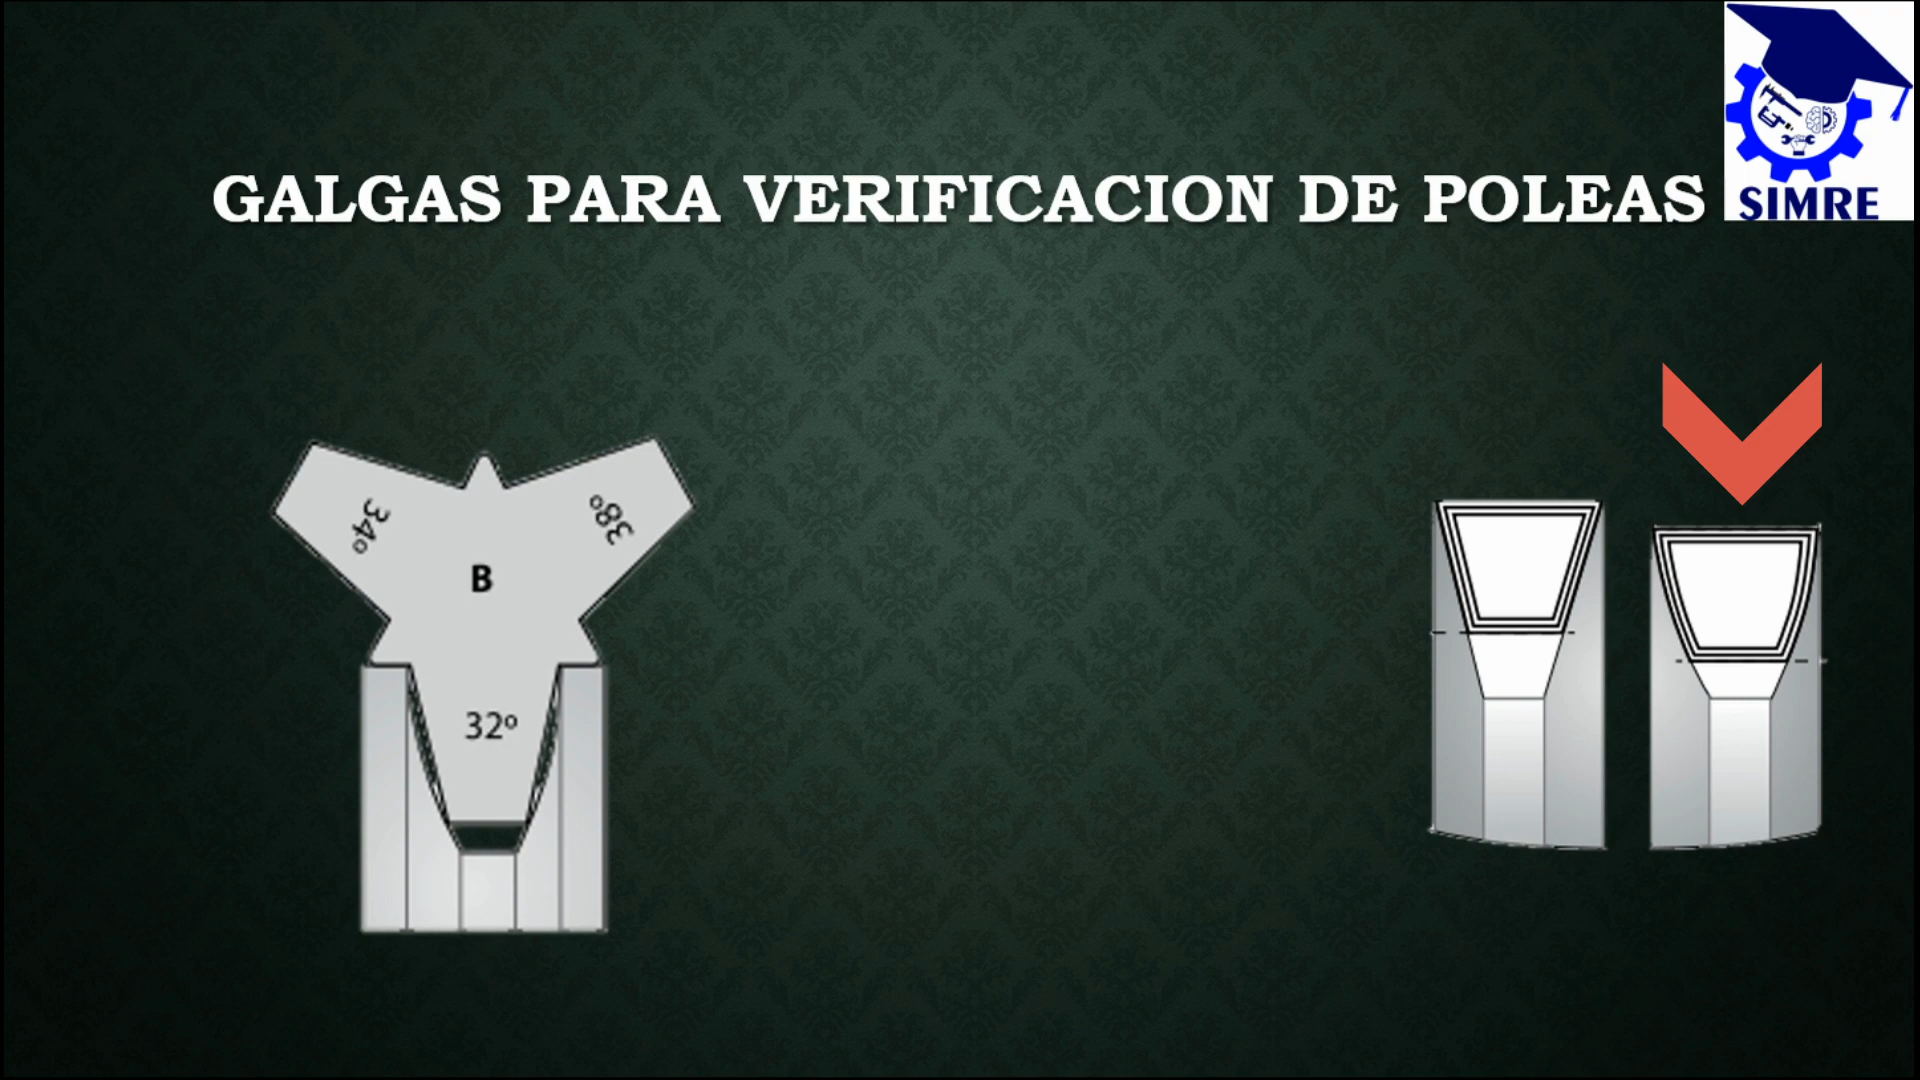 GALGAS PARA VERIFICACION DE POLEAS
SIMRE
34º
38º
B
32º